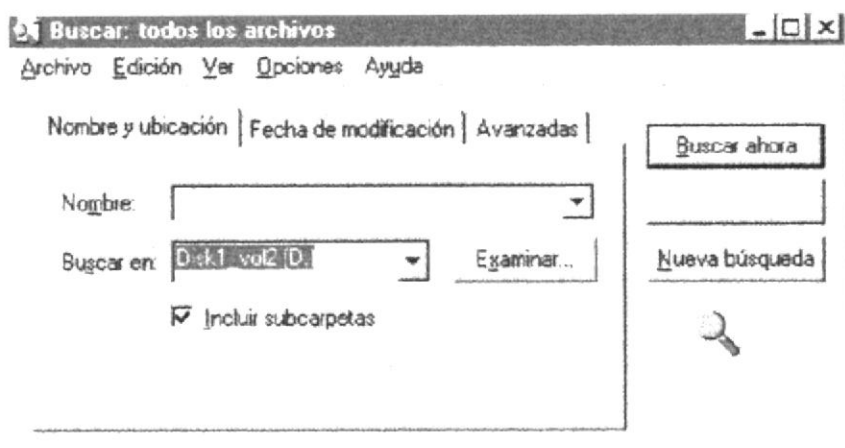 Buscar: todos los archivos
Archivo Edición Ver Opciones Ayuda
Nombre y ubicación Fecha de modificación Avanzadas
Buscar ahora
Nombre:
Buscar en: Disk1_vol2 (D:) Examinar...
Nueva búsqueda
Incluir subcarpetas